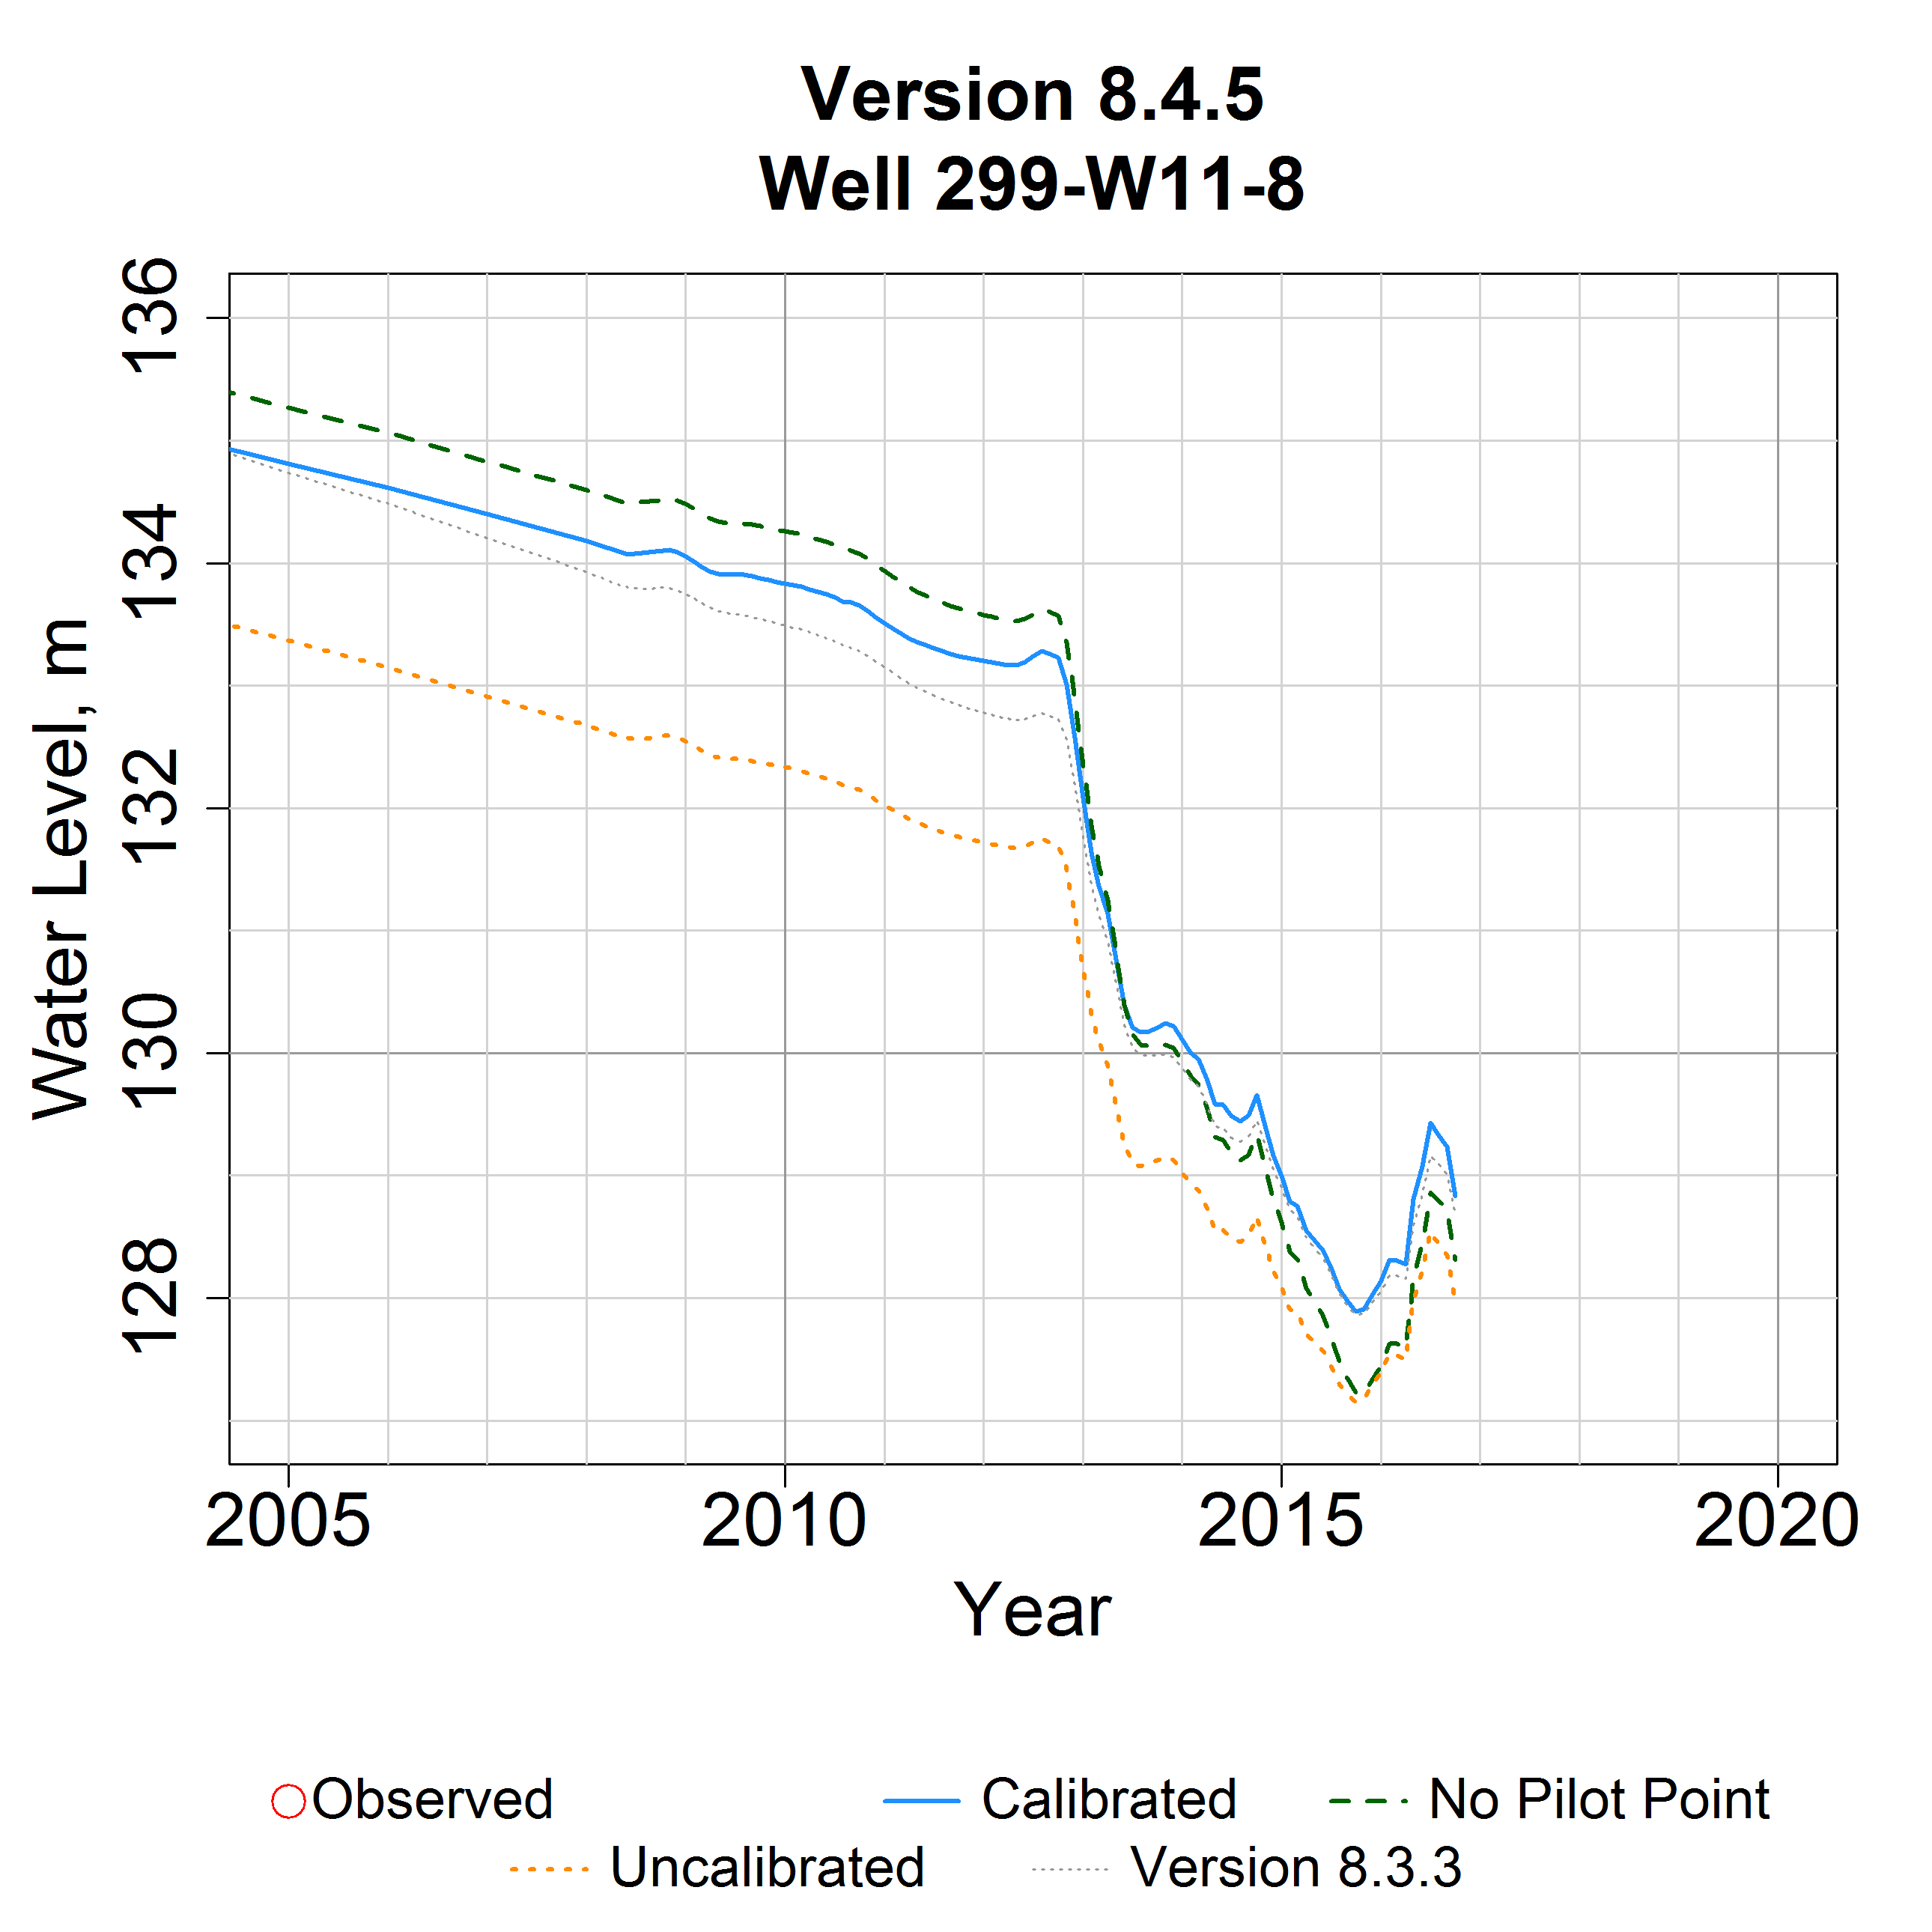 Version 8.4.5
Well 299-W11-8
136
134
132
130
128
Water Level, m
2005 2010 2015 2020
Year
Observed Calibrated No Pilot Point
Uncalibrated Version 8.3.3